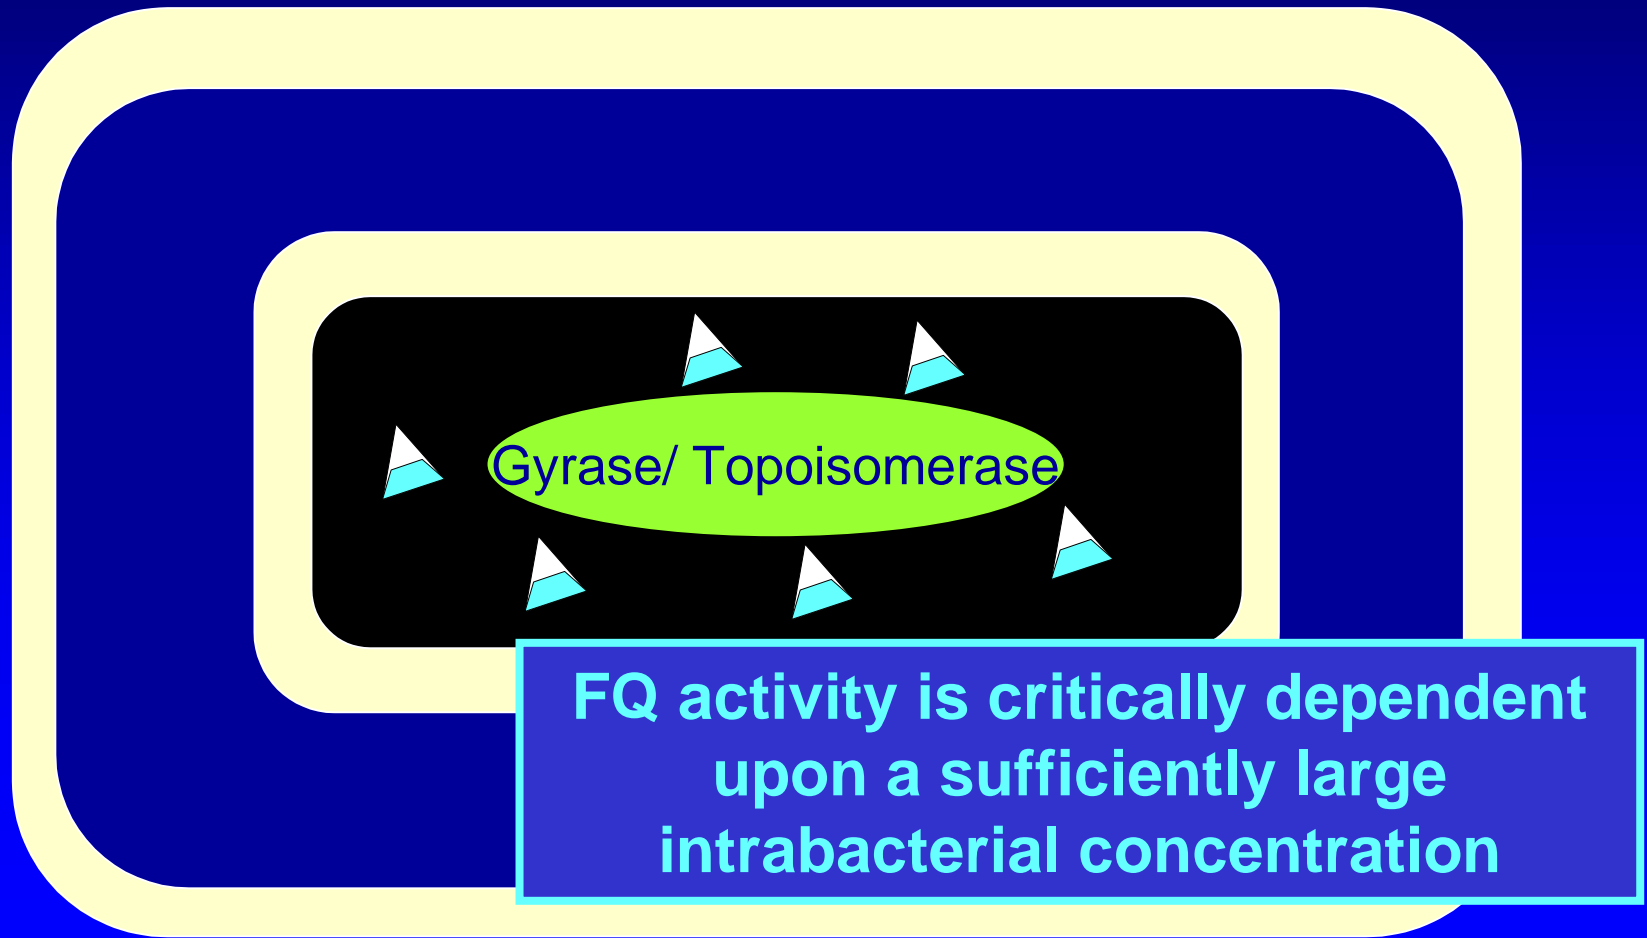 Gyrase/ Topoisomerase
FQ activity is critically dependent
upon a sufficiently large
intrabacterial concentration